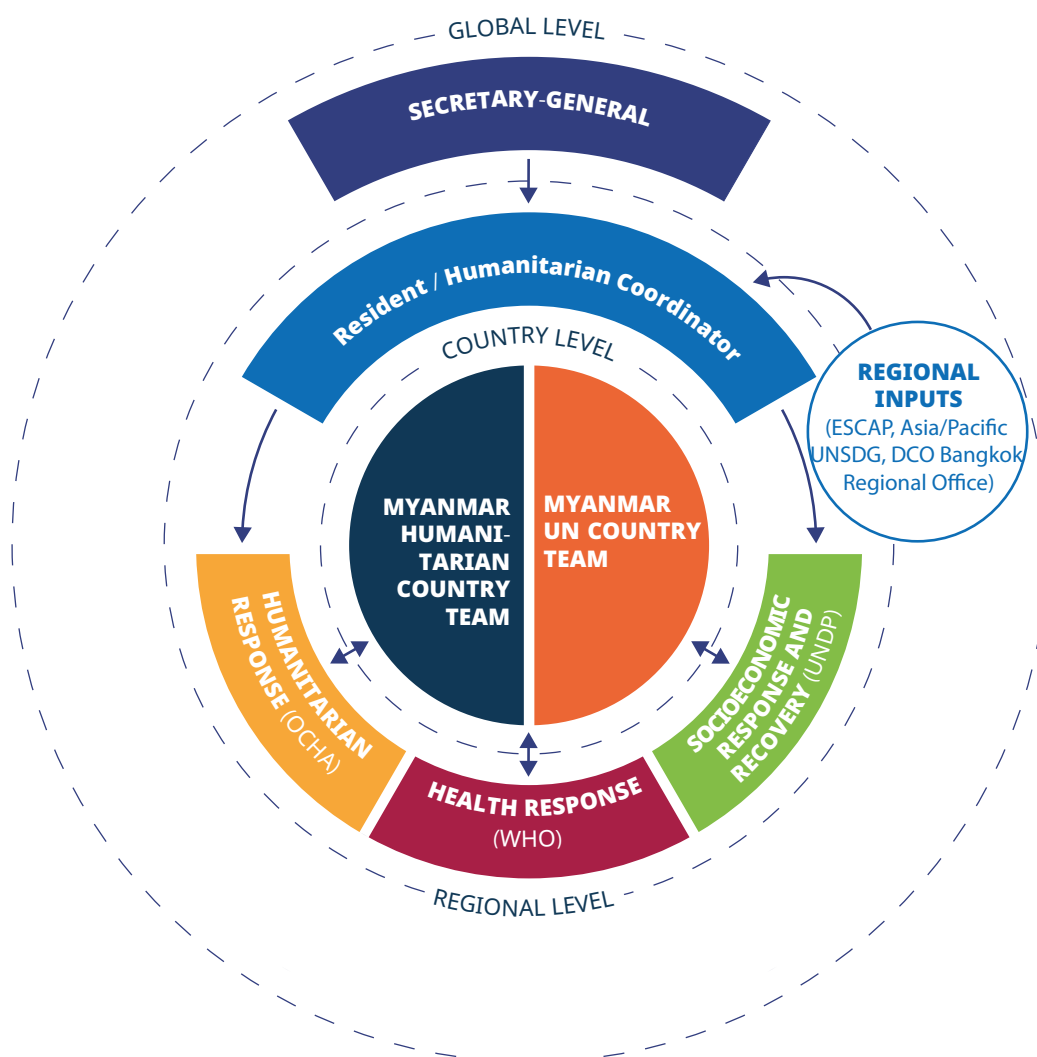 GLOBAL LEVEL
SECRETARY-GENERAL
Resident / Humanitarian Coordinator
COUNTRY LEVEL
REGIONAL
INPUTS
(ESCAP, Asia/Pacific
UNSDG, DCO Bangkok
Regional Office)
MYANMAR
HUMANI-
TARIAN
COUNTRY
TEAM
MYANMAR
UN COUNTRY
TEAM
HUMANITARIAN
RESPONSE (OCHA)
HEALTH RESPONSE
(WHO)
SOCIOECONOMIC
RESPONSE AND
RECOVERY (UNDP)
REGIONAL LEVEL